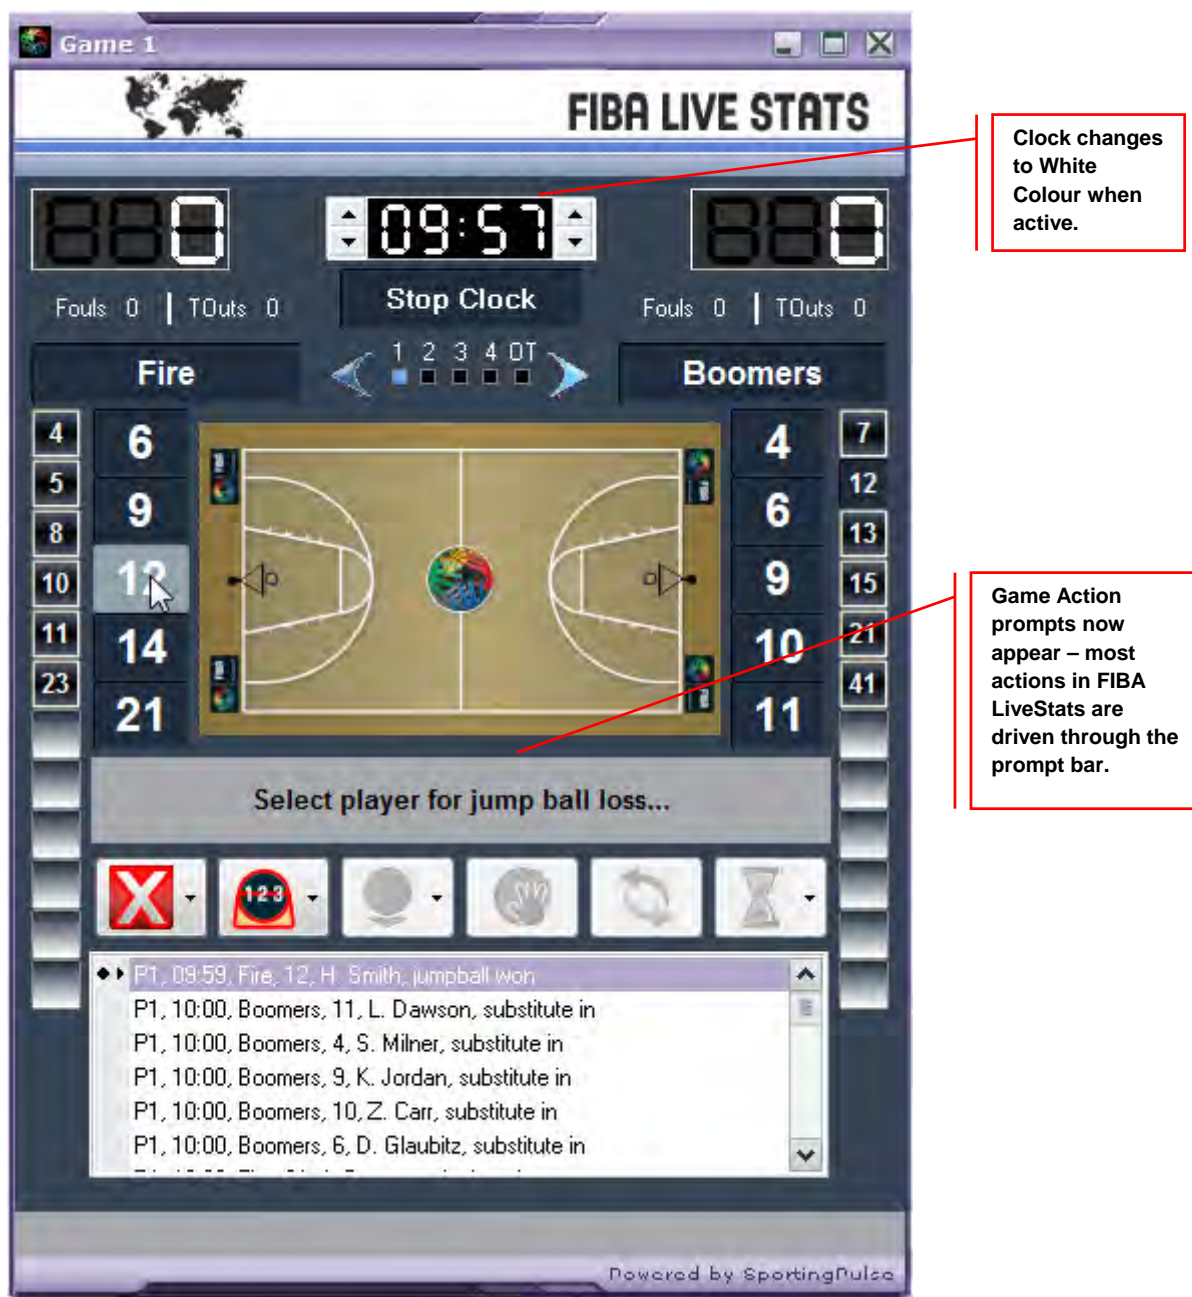 Game 1
FIBA LIVE STATS
Clock changes
to White
Colour when
active.
0
09:57
0
Stop Clock
Fouls 0 | TOuts 0
Fouls 0 | TOuts 0
1 2 3 4 OT
Fire
Boomers
4
5
8
10
11
23
6
9
12
14
21
4
6
9
10
11
7
12
13
15
21
41
Game Action
prompts now
appear – most
actions in FIBA
LiveStats are
driven through the
prompt bar.
Select player for jump ball loss...
X
123
P1, 09:59, Fire, 12, H. Smith, jumpball won
P1, 10:00, Boomers, 11, L. Dawson, substitute in
P1, 10:00, Boomers, 4, S. Milner, substitute in
P1, 10:00, Boomers, 9, K. Jordan, substitute in
P1, 10:00, Boomers, 10, Z. Carr, substitute in
P1, 10:00, Boomers, 6, D. Glaubitz, substitute in
Powered by SportingPulse